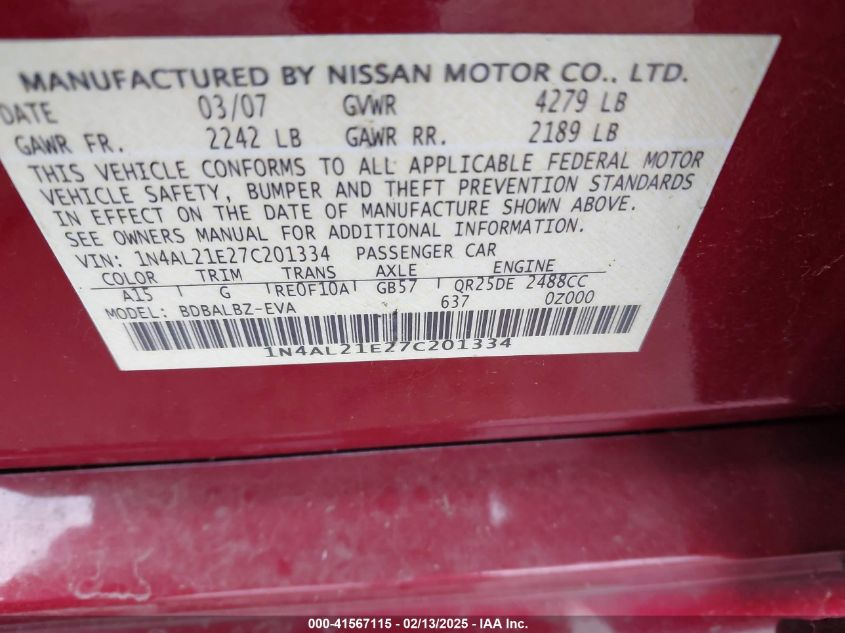 MANUFACTURED BY NISSAN MOTOR CO., LTD.
DATE 03/07 GVWR 4279 LB
GAWR FR. 2242 LB GAWR RR. 2189 LB
THIS VEHICLE CONFORMS TO ALL APPLICABLE FEDERAL MOTOR
VEHICLE SAFETY, BUMPER AND THEFT PREVENTION STANDARDS
IN EFFECT ON THE DATE OF MANUFACTURE SHOWN ABOVE.
SEE OWNERS MANUAL FOR ADDITIONAL INFORMATION.
VIN: 1N4AL21E27C201334 PASSENGER CAR
COLOR TRIM TRANS AXLE ENGINE
A15 G RE0F10A GB57 QR25DE 2488CC
MODEL: BDBALBZ-EVA 637 0Z000
1N4AL21E27C201334
000-41567115 - 02/13/2025 - IAA Inc.